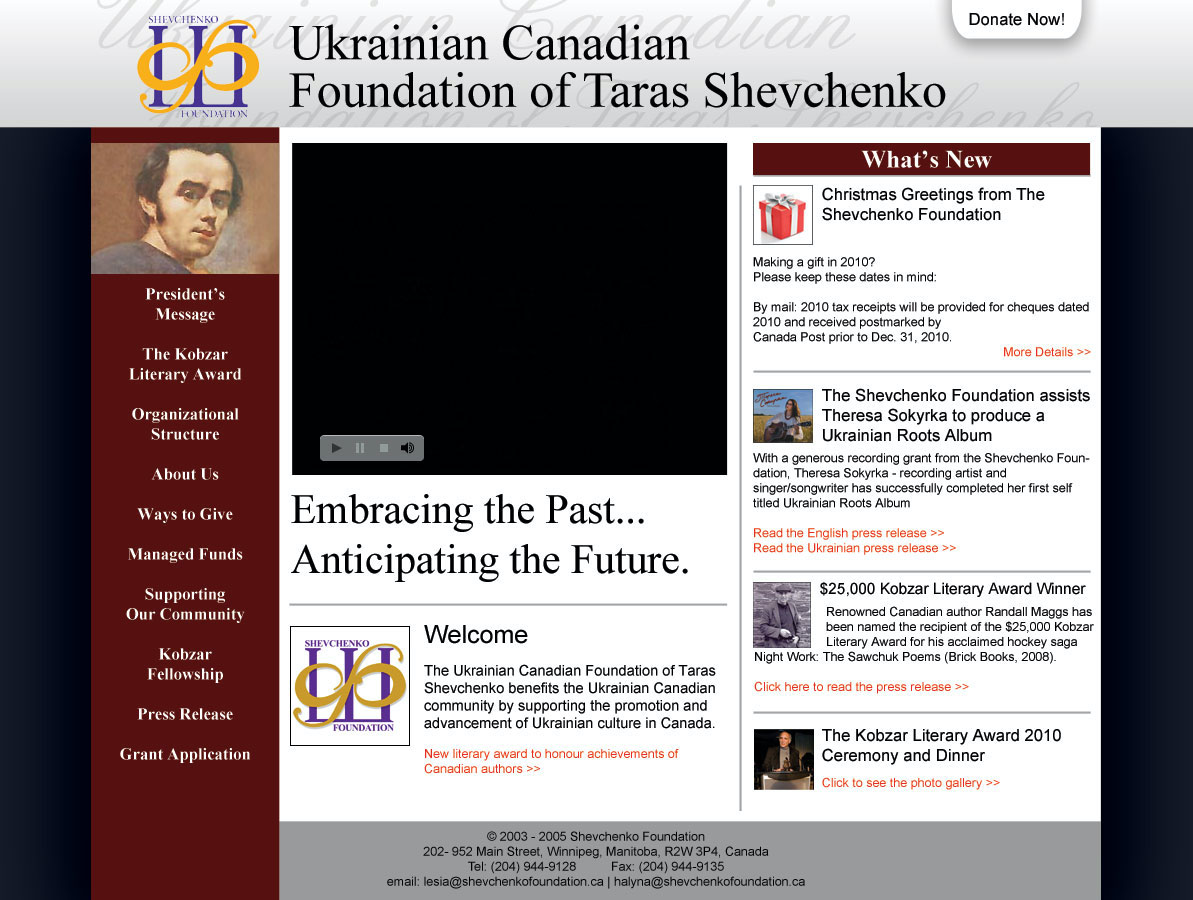 Ukrainian Canadian
Foundation of Taras Shevchenko
SHEVCHENKO
FOUNDATION
Ukrainian Canadian
Foundation of Taras Shevchenko
Donate Now!
President's
Message
The Kobzar
Literary Award
Organizational
Structure
About Us
Ways to Give
Managed Funds
Supporting
Our Community
Kobzar
Fellowship
Press Release
Grant Application
Embracing the Past...
Anticipating the Future.
SHEVCHENKO
FOUNDATION
Welcome
The Ukrainian Canadian Foundation of Taras
Shevchenko benefits the Ukrainian Canadian
community by supporting the promotion and
advancement of Ukrainian culture in Canada.
New literary award to honour achievements of
Canadian authors >>
What's New
Christmas Greetings from The
Shevchenko Foundation
Making a gift in 2010?
Please keep these dates in mind:
By mail: 2010 tax receipts will be provided for cheques dated
2010 and received postmarked by
Canada Post prior to Dec. 31, 2010.
More Details >>
The Shevchenko Foundation assists
Theresa Sokyrka to produce a
Ukrainian Roots Album
With a generous recording grant from the Shevchenko Foun-
dation, Theresa Sokyrka - recording artist and
singer/songwriter has successfully completed her first self
titled Ukrainian Roots Album
Read the English press release >>
Read the Ukrainian press release >>
$25,000 Kobzar Literary Award Winner
Renowned Canadian author Randall Maggs has
been named the recipient of the $25,000 Kobzar
Literary Award for his acclaimed hockey saga
Night Work: The Sawchuk Poems (Brick Books, 2008).
Click here to read the press release >>
The Kobzar Literary Award 2010
Ceremony and Dinner
Click to see the photo gallery >>
© 2003 - 2005 Shevchenko Foundation
202- 952 Main Street, Winnipeg, Manitoba, R2W 3P4, Canada
Tel: (204) 944-9128 Fax: (204) 944-9135
email: lesia@shevchenkofoundation.ca | halyna@shevchenkofoundation.ca